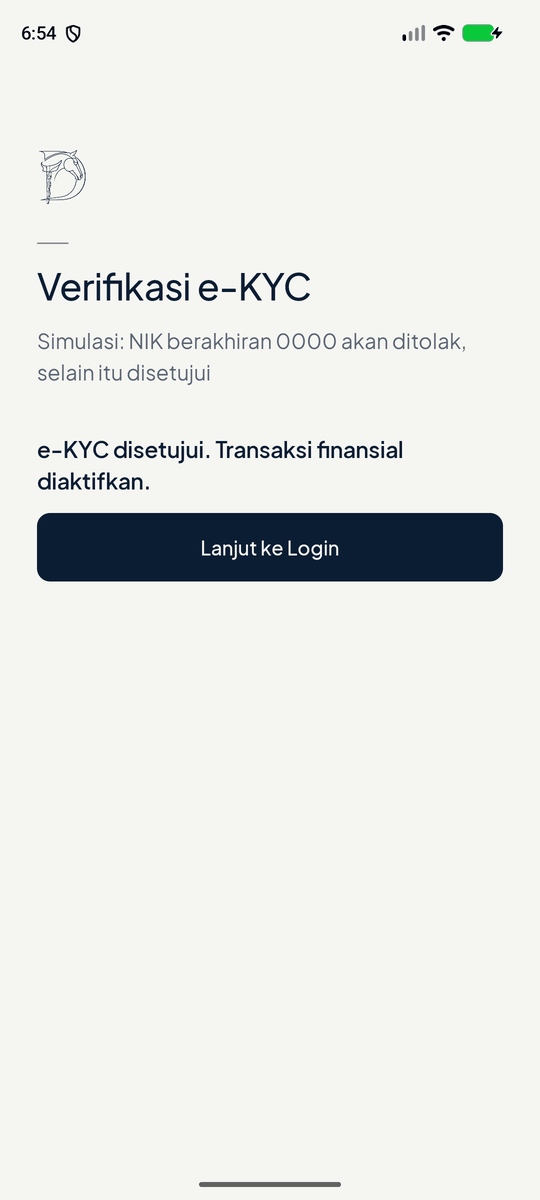 6:54
Verifikasi e-KYC
Simulasi: NIK berakhiran 0000 akan ditolak,
selain itu disetujui
e-KYC disetujui. Transaksi finansial
diaktifkan.
Lanjut ke Login